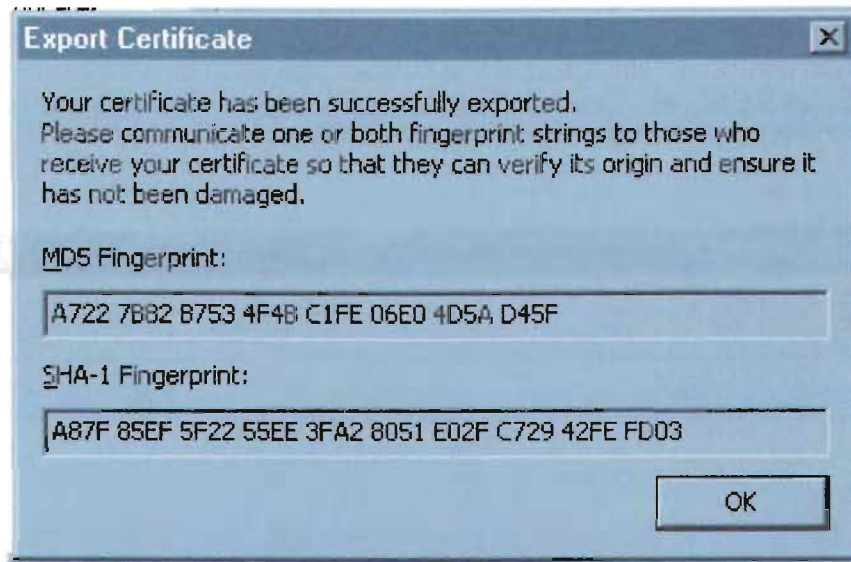 Export Certificate
Your certificate has been successfully exported.
Please communicate one or both fingerprint strings to those who
receive your certificate so that they can verify its origin and ensure it
has not been damaged.
MD5 Fingerprint:
A722 7B82 8753 4F4B C1FE 06E0 4D5A D45F
SHA-1 Fingerprint:
A87F 85EF 5F22 55EE 3FA2 8051 E02F C729 42FE FD03
OK